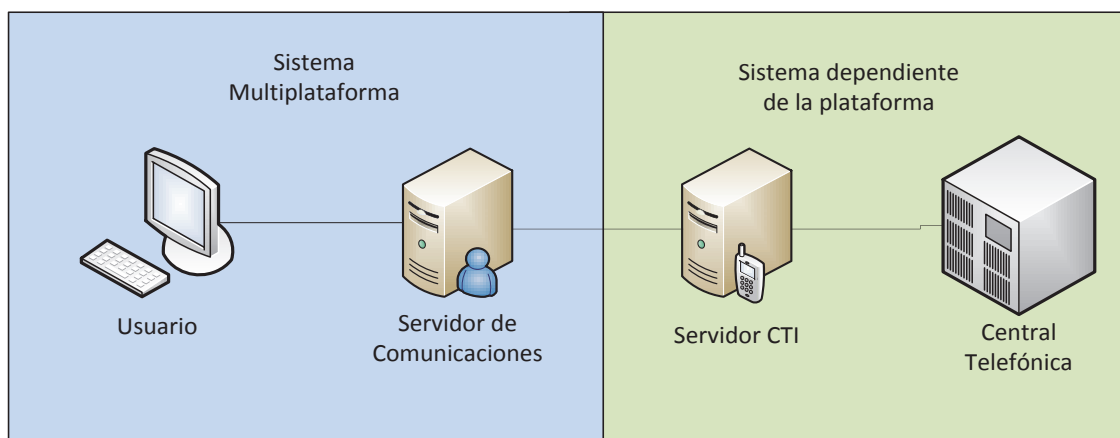 Sistema
Multiplataforma
Sistema dependiente
de la plataforma
Usuario
Servidor de
Comunicaciones
Servidor CTI
Central
Telefónica